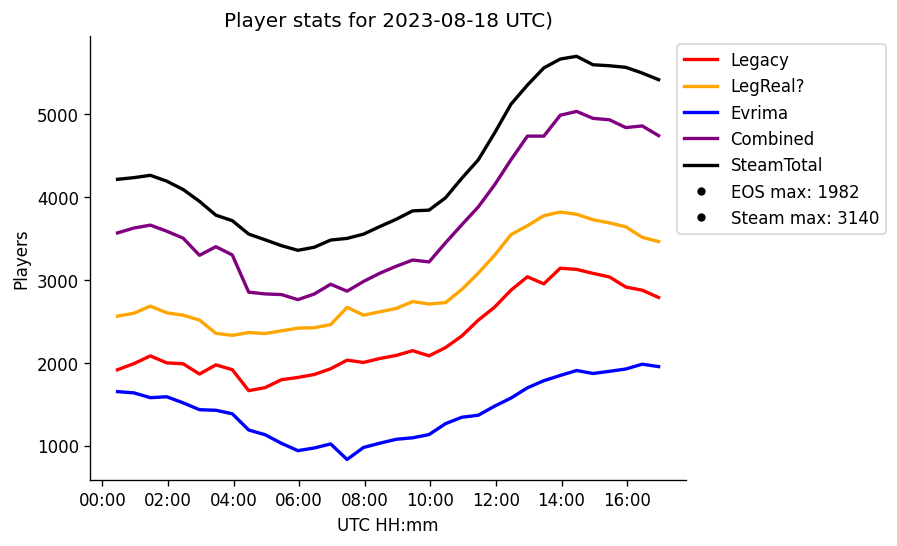 Player stats for 2023-08-18 UTC)
Legacy
LegReal?
Evrima
Combined
SteamTotal
EOS max: 1982
Steam max: 3140
Players
5000
4000
3000
2000
1000
00:00 02:00 04:00 06:00 08:00 10:00 12:00 14:00 16:00
UTC HH:mm